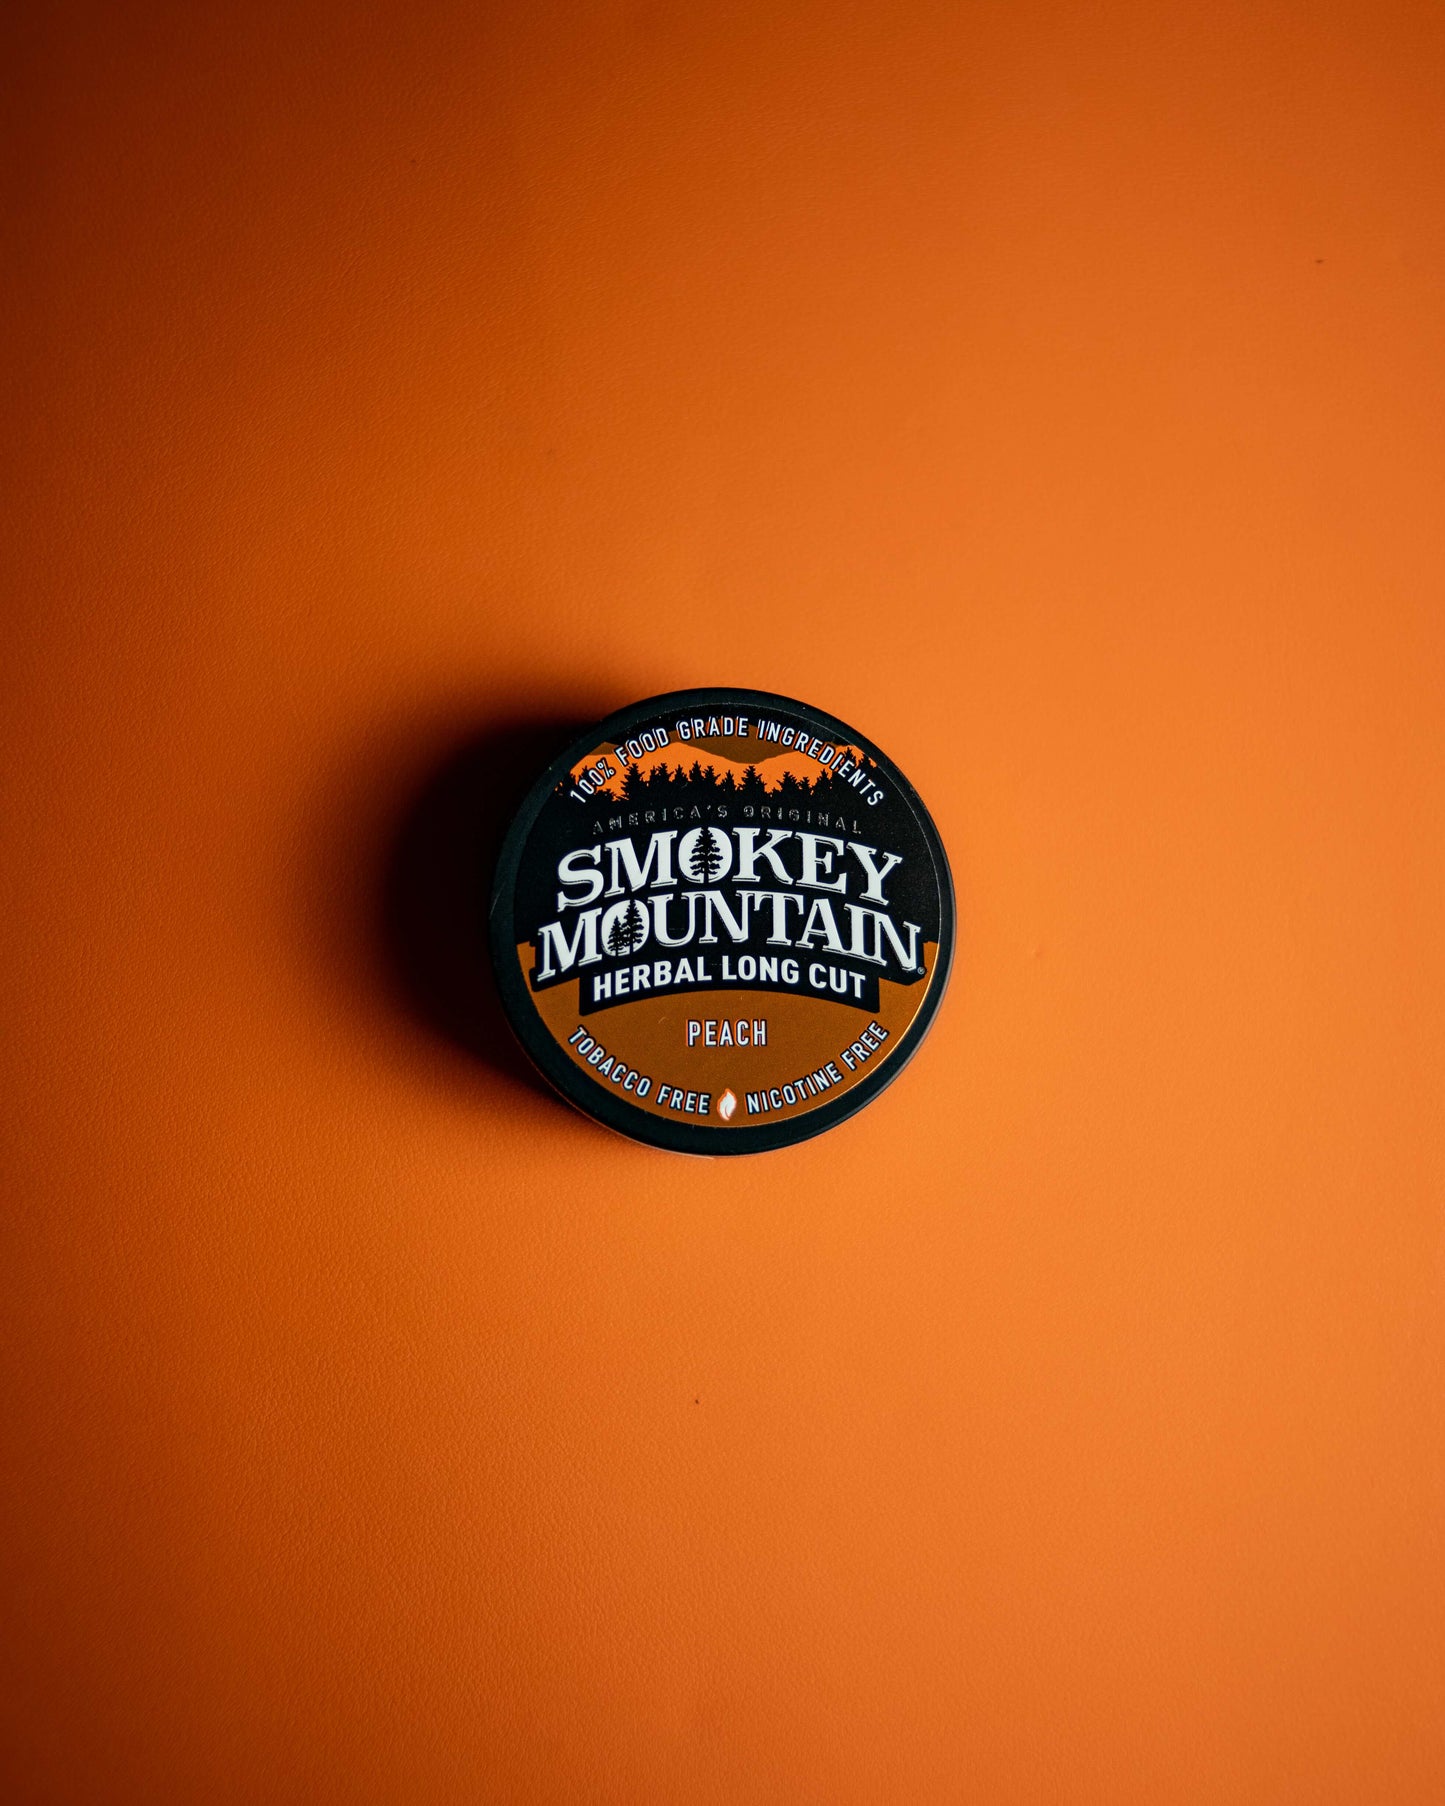 100% FOOD GRADE INGREDIENTS
AMERICA'S ORIGINAL
SMOKEY
MOUNTAIN®
HERBAL LONG CUT
PEACH
TOBACCO FREE NICOTINE FREE